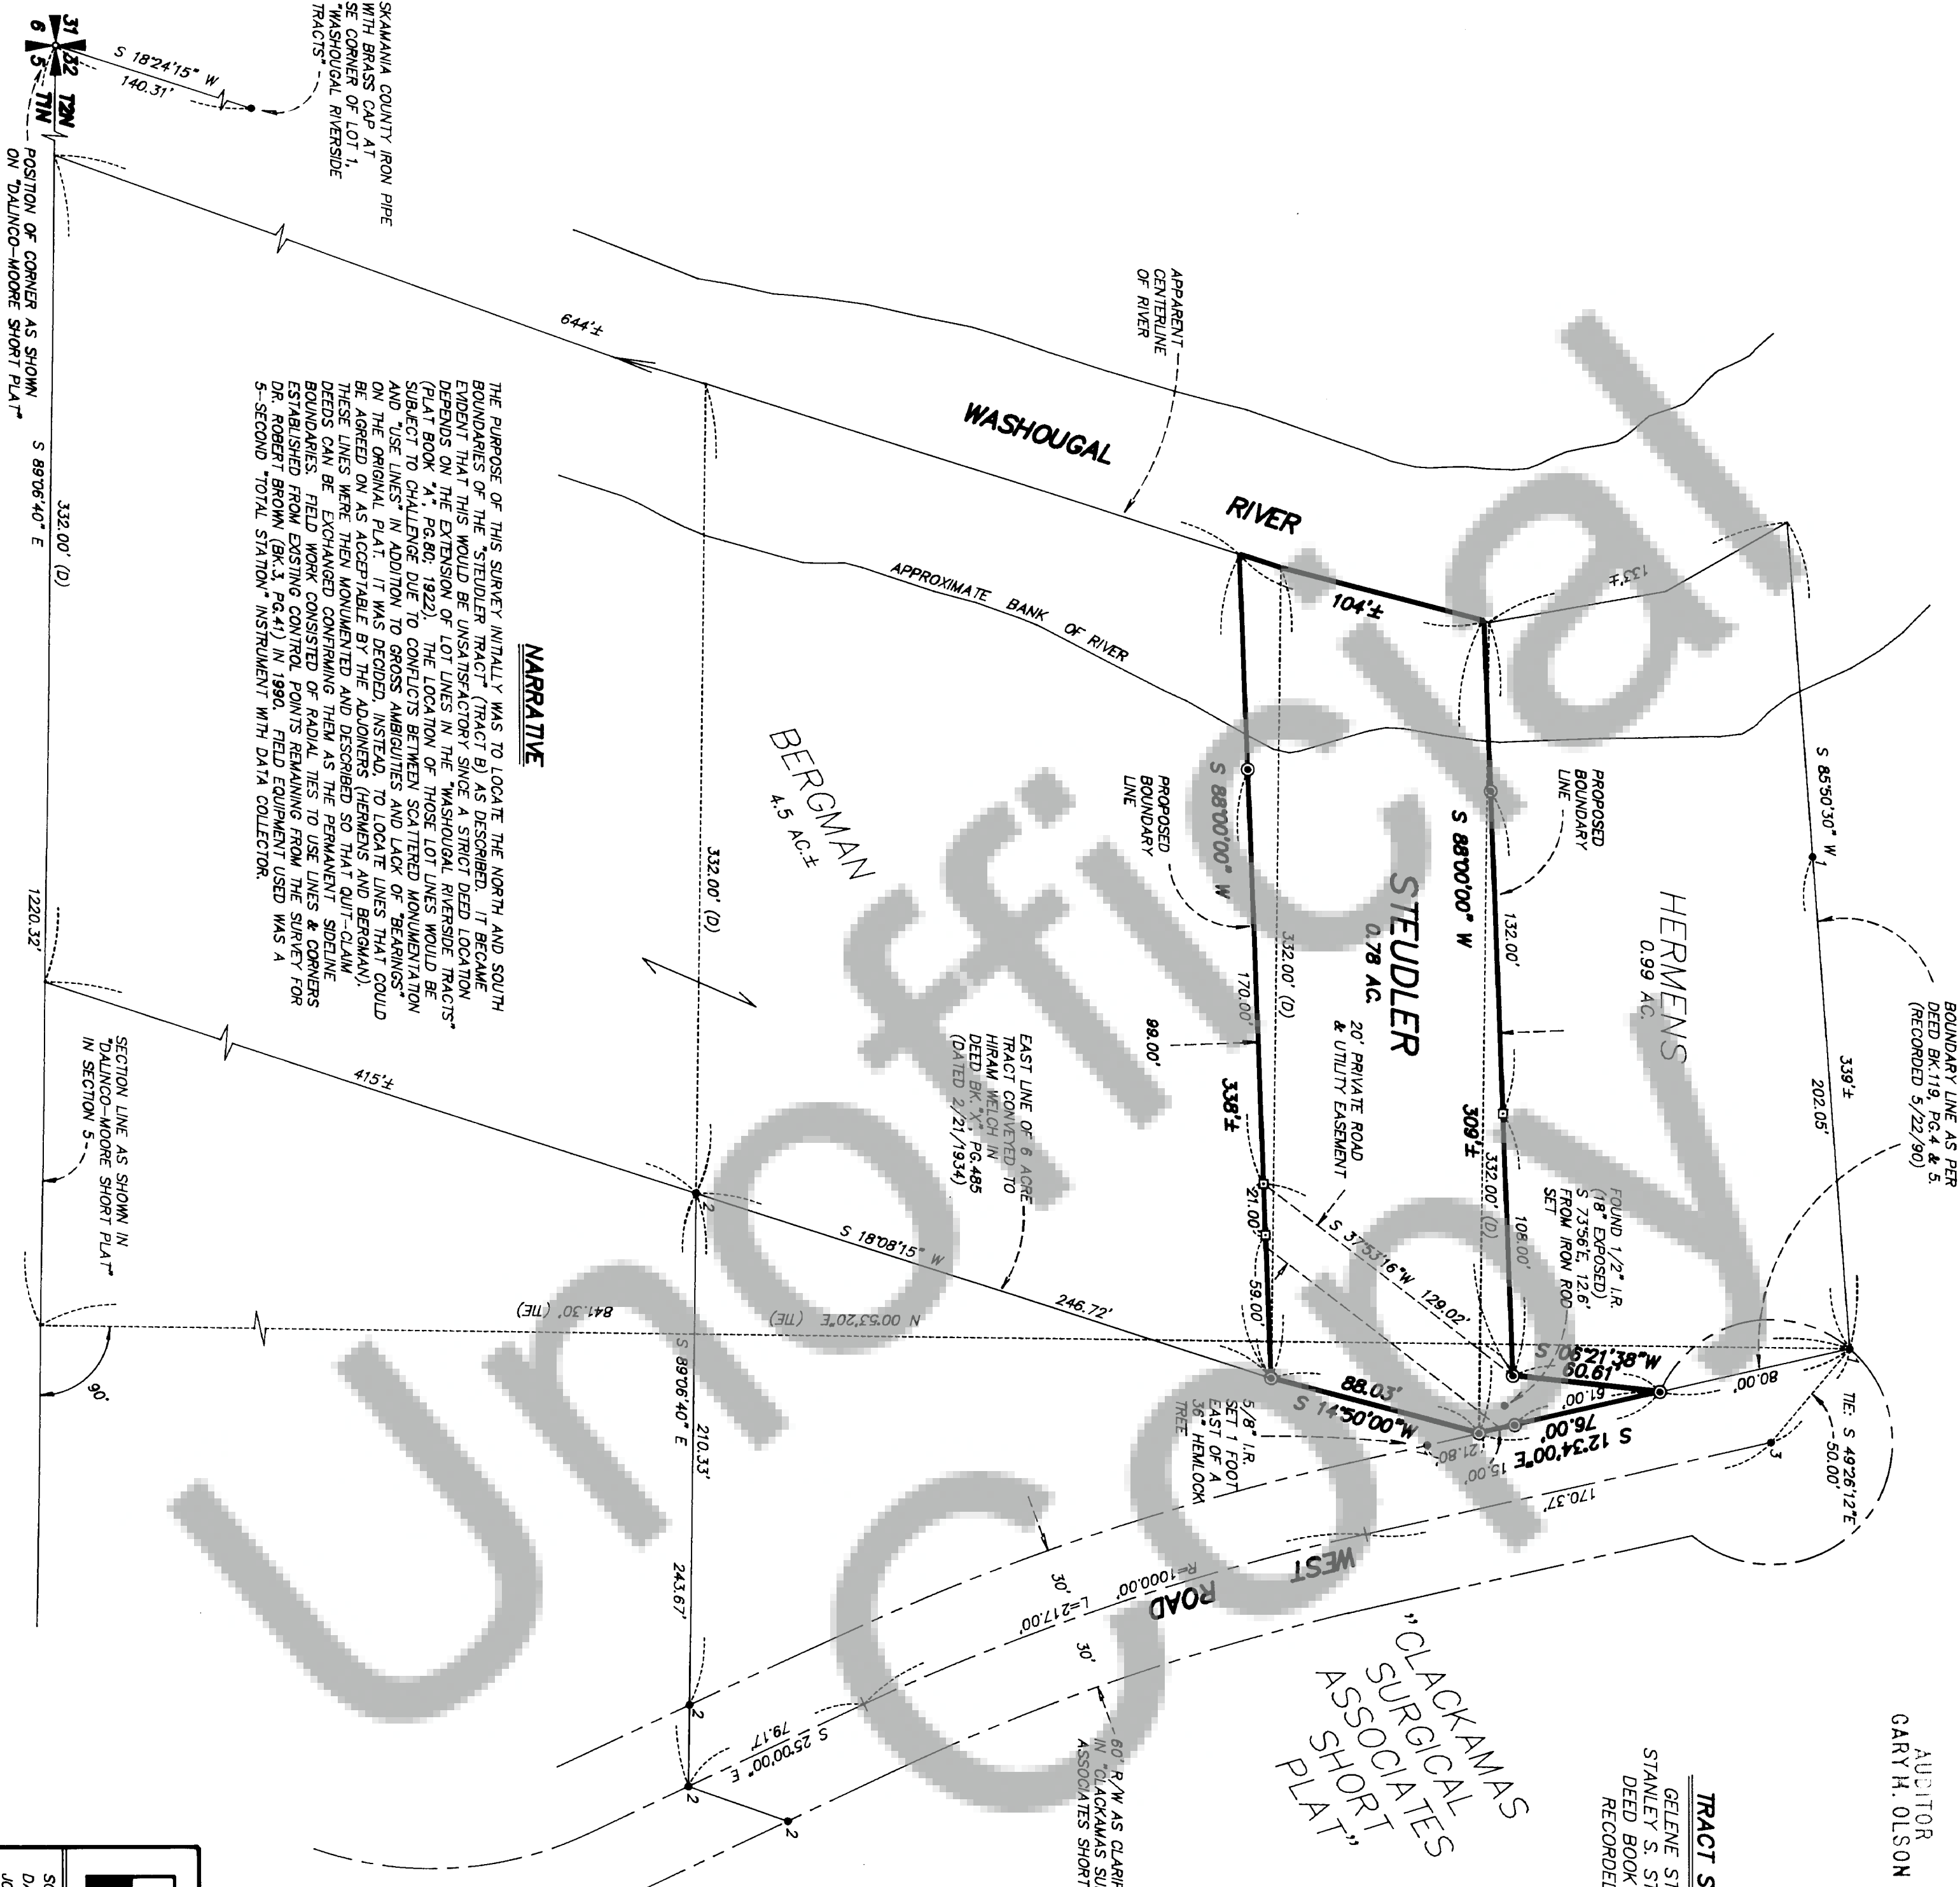 SKAMANIA COUNTY IRON PIPE
WITH BRASS CAP AT
SE CORNER OF LOT 1,
"WASHOUGAL RIVERSIDE
TRACTS"
31
32
6
5
T2N
T1N
S 18°24'15" W
140.31'
POSITION OF CORNER AS SHOWN
ON "DALINCO-MOORE SHORT PLAT"
332.00' (D)
S 89°06'40" E
1220.32'
SECTION LINE AS SHOWN IN
"DALINCO-MOORE SHORT PLAT"
IN SECTION 5
90°
644'±
APPARENT
CENTERLINE
OF RIVER
WASHOUGAL
RIVER
APPROXIMATE BANK OF RIVER
104'±
133'±
NARRATIVE
THE PURPOSE OF THIS SURVEY INITIALLY WAS TO LOCATE THE NORTH AND SOUTH
BOUNDARIES OF THE "STEUDLER TRACT" (TRACT B) AS DESCRIBED. IT BECAME
EVIDENT THAT THIS WOULD BE UNSATISFACTORY SINCE A STRICT DEED LOCATION
DEPENDS ON THE EXTENSION OF LOT LINES IN THE "WASHOUGAL RIVERSIDE TRACTS"
(PLAT BOOK "A", PG.80; 1922). THE LOCATION OF THOSE LOT LINES WOULD BE
SUBJECT TO CHALLENGE DUE TO CONFLICTS BETWEEN SCATTERED MONUMENTATION
AND "USE LINES" IN ADDITION TO GROSS AMBIGUITIES AND LACK OF "BEARINGS"
ON THE ORIGINAL PLAT. IT WAS DECIDED, INSTEAD, TO LOCATE LINES THAT COULD
BE AGREED ON AS ACCEPTABLE BY THE ADJOINERS (HERMENS AND BERGMAN).
THESE LINES WERE THEN MONUMENTED AND DESCRIBED SO THAT QUIT-CLAIM
DEEDS CAN BE EXCHANGED CONFIRMING THEM AS THE PERMANENT SIDELINE
BOUNDARIES. FIELD WORK CONSISTED OF RADIAL TIES TO USE LINES & CORNERS
ESTABLISHED FROM EXISTING CONTROL POINTS REMAINING FROM THE SURVEY FOR
DR. ROBERT BROWN (BK.3, PG.41) IN 1990. FIELD EQUIPMENT USED WAS A
5-SECOND "TOTAL STATION" INSTRUMENT WITH DATA COLLECTOR.
BERGMAN
4.5 AC.±
332.00' (D)
415'±
PROPOSED
BOUNDARY
LINE
S 88°00'00" W
332.00' (D)
170.00'
99.00'
338'±
21.00'
59.00'
STEUDLER
0.78 AC.
20' PRIVATE ROAD
& UTILITY EASEMENT
S 37°53'16"W
129.02'
PROPOSED
BOUNDARY
LINE
S 88°00'00" W
132.00'
309'±
332.00' (D)
108.00'
HERMENS
0.99 AC.
S 85°50'30" W
1
339'±
202.05'
BOUNDARY LINE AS PER
DEED BK.119, PG.4 & 5.
(RECORDED 5/22/90)
FOUND 1/2" I.R.
(18" EXPOSED)
S 73°56'E, 12.6'
FROM IRON ROD
SET
EAST LINE OF 6 ACRE
TRACT CONVEYED TO
HIRAM WELCH IN
DEED BK. "X", PG.485
(DATED 2/21/1934)
S 18°08'15" W
246.72'
2
841.30' (TIE)
N 00°53'20"E (TIE)
S 89°06'40" E
210.33'
243.67'
S 06°21'38"W
60.61'
61.00'
76.00'
S 12°34'00"E
80.00'
1
TIE: S 49°26'12"E
50.00'
3
88.03'
S 14°50'00"W
21.80'
15.00'
170.37'
5/8" I.R.
SET 1 FOOT
EAST OF A
36" HEMLOCK
TREE
WEST
ROAD
R=1000.00'
L=217.00'
30'
30'
S 25°00'00" E
79.17'
2
2
2
60' R/W AS CLARIF
IN "CLACKAMAS SU
ASSOCIATES SHORT
"CLACKAMAS
SURGICAL
ASSOCIATES
SHORT
PLAT"
AUDITOR
GARY M. OLSON
TRACT S
GELENE ST
STANLEY S. ST
DEED BOOK
RECORDE
SC
DA
JO
Unofficial
Copy